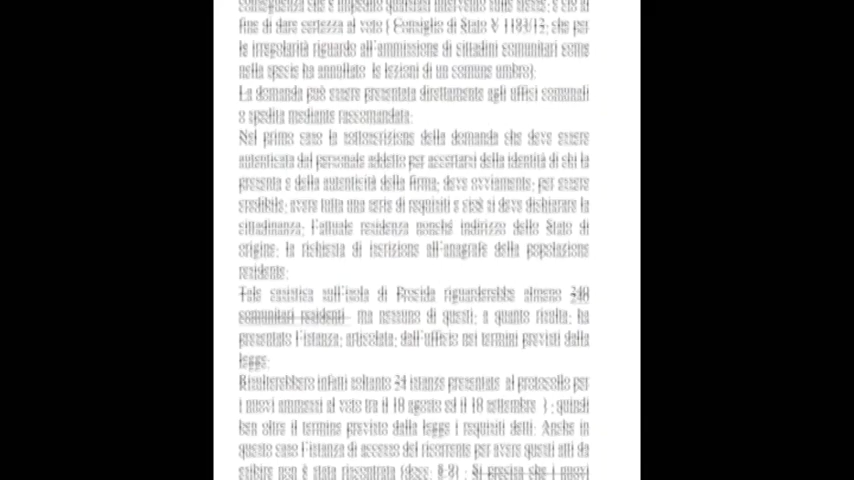 conseguenza che è impedito qualsiasi intervento sulle stesse, e ciò al
fine di dare certezza al voto ( Consiglio di Stato V 1193/12, che per
le irregolarità riguardo all'ammissione di cittadini comunitari come
nella specie ha annullato le lezioni di un comune umbro).
La domanda può essere presentata direttamente agli uffici comunali
o spedita mediante raccomandata.
Nel primo caso la sottoscrizione della domanda che deve essere
autenticata dal personale addetto per accertarsi della identità di chi la
presenta e della autenticità della firma, deve ovviamente, per essere
credibile, avere tutta una serie di requisiti e cioè si deve dichiarare la
cittadinanza, l'attuale residenza nonché indirizzo dello Stato di
origine, la richiesta di iscrizione all'anagrafe della popolazione
residente.
Tale casistica sull'isola di Procida riguarderebbe almeno 240
comunitari residenti ma nessuno di questi, a quanto risulta, ha
presentato l'istanza, articolata, dall'ufficio nei termini previsti dalla
legge.
Risulterebbero infatti soltanto 24 istanze presentate al protocollo per
i nuovi ammessi al voto tra il 18 agosto ed il 18 settembre ) , quindi
ben oltre il termine previsto dalla legge i requisiti detti. Anche in
questo caso l'istanza di accesso del ricorrente per avere questi atti da
esibire non è stata riscontrata (docc. 8-9) . Si precisa che i nuovi